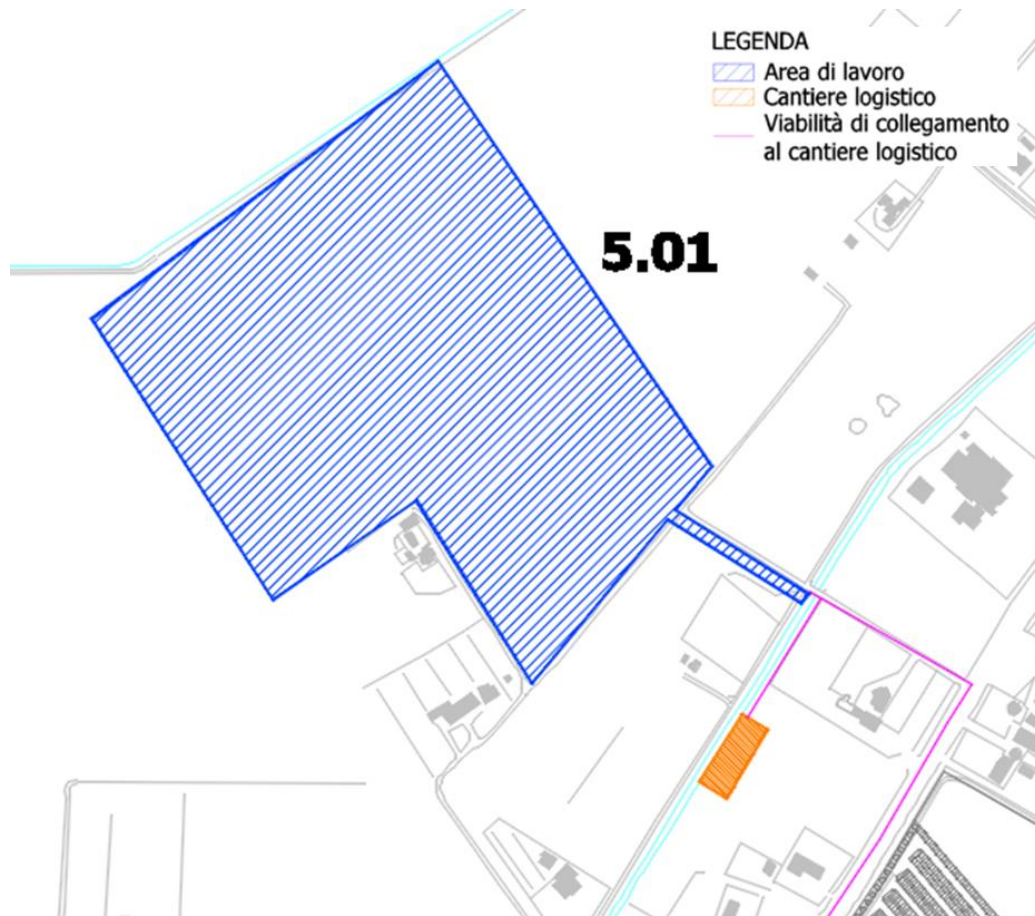 LEGENDA
Area di lavoro
Cantiere logistico
Viabilità di collegamento
al cantiere logistico
5.01